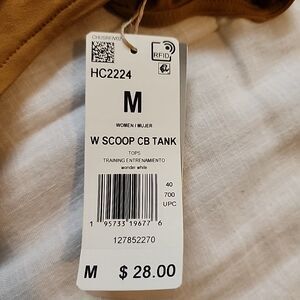 RFID
HC2224
M
WOMEN / MUJER
W SCOOP CB TANK
TOPS
TRAINING ENTRENAMIENTO
wonder white
40
700
UPC
1 95733 19677 6
127852270
M $ 28.00